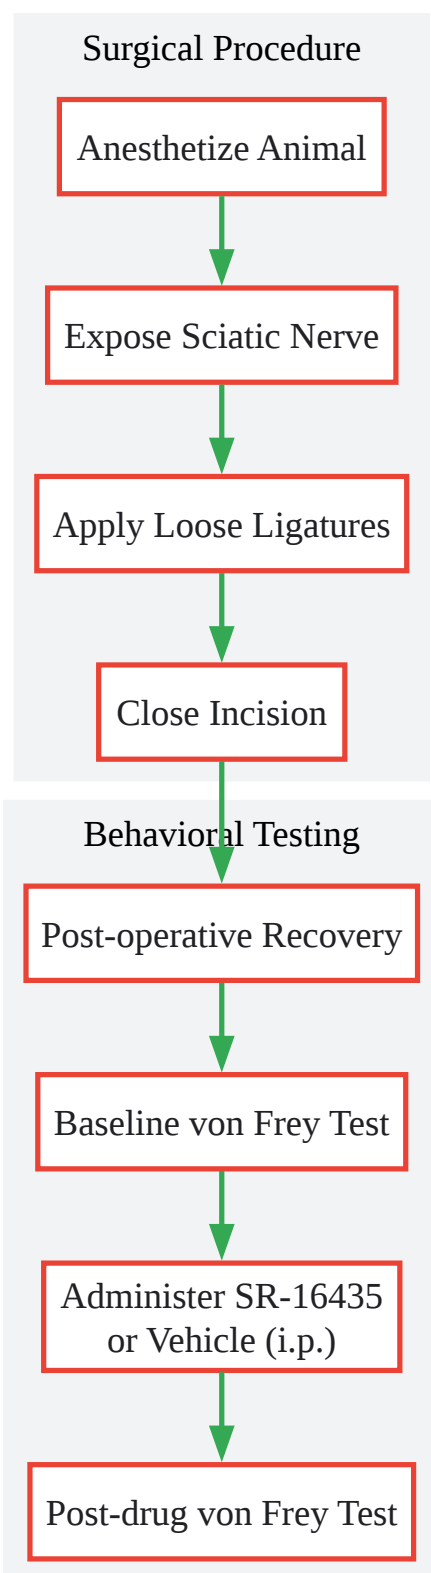 Surgical Procedure
Anesthetize Animal
Expose Sciatic Nerve
Apply Loose Ligatures
Close Incision
Behavioral Testing
Post-operative Recovery
Baseline von Frey Test
Administer SR-16435
or Vehicle (i.p.)
Post-drug von Frey Test